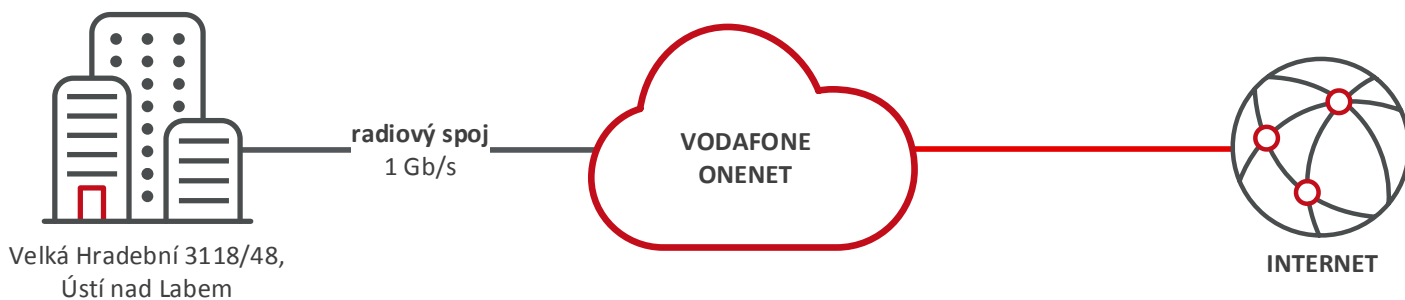 radiový spoj
1 Gb/s
VODAFONE
ONENET
Velká Hradební 3118/48,
Ústí nad Labem
INTERNET